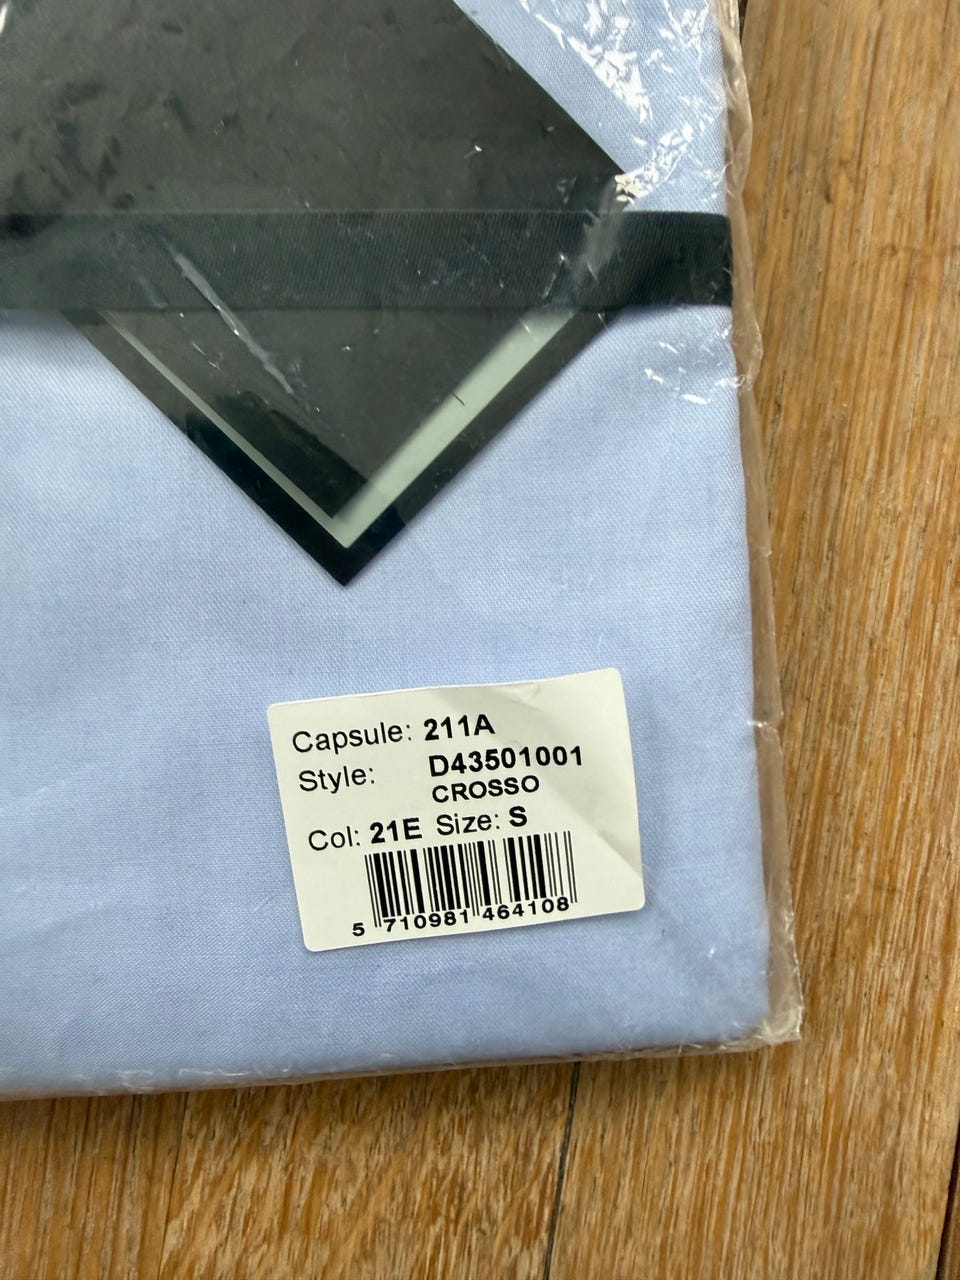 Capsule: 211A
Style: D43501001
CROSSO
Col: 21E Size: S
5 710981 464108